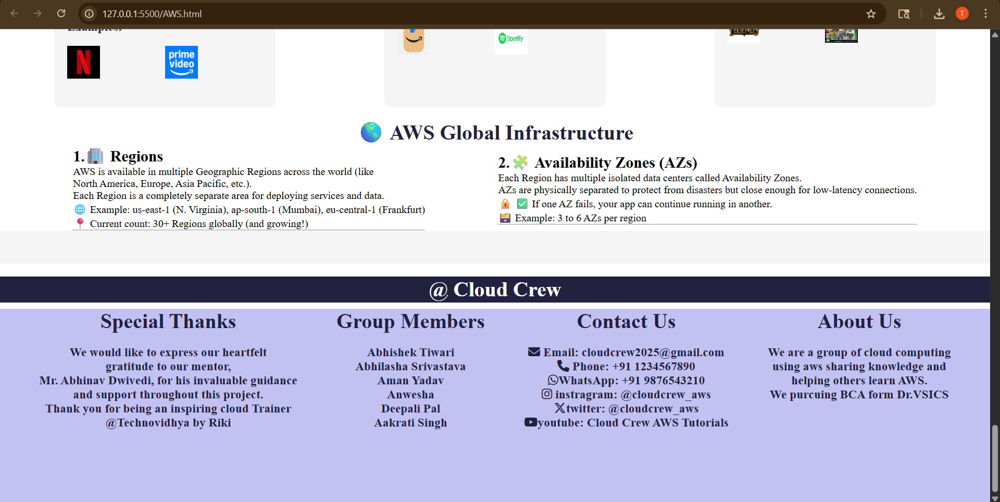 127.0.0.1:5500/AWS.html
T
Examples:
N
prime
video
Spotify
LEGENDS
AWS Global Infrastructure
1. Regions
AWS is available in multiple Geographic Regions across the world (like
North America, Europe, Asia Pacific, etc.).
Each Region is a completely separate area for deploying services and data.
Example: us-east-1 (N. Virginia), ap-south-1 (Mumbai), eu-central-1 (Frankfurt)
Current count: 30+ Regions globally (and growing!)
2. Availability Zones (AZs)
Each Region has multiple isolated data centers called Availability Zones.
AZs are physically separated to protect from disasters but close enough for low-latency connections.
If one AZ fails, your app can continue running in another.
Example: 3 to 6 AZs per region
@ Cloud Crew
Special Thanks
We would like to express our heartfelt
gratitude to our mentor,
Mr. Abhinav Dwivedi, for his invaluable guidance
and support throughout this project.
Thank you for being an inspiring cloud Trainer
@Technovidhya by Riki
Group Members
Abhishek Tiwari
Abhilasha Srivastava
Aman Yadav
Anwesha
Deepali Pal
Aakrati Singh
Contact Us
Email: cloudcrew2025@gmail.com
Phone: +91 1234567890
WhatsApp: +91 9876543210
instragram: @cloudcrew_aws
twitter: @cloudcrew_aws
youtube: Cloud Crew AWS Tutorials
About Us
We are a group of cloud computing
using aws sharing knowledge and
helping others learn AWS.
We purcuing BCA form Dr.VSICS